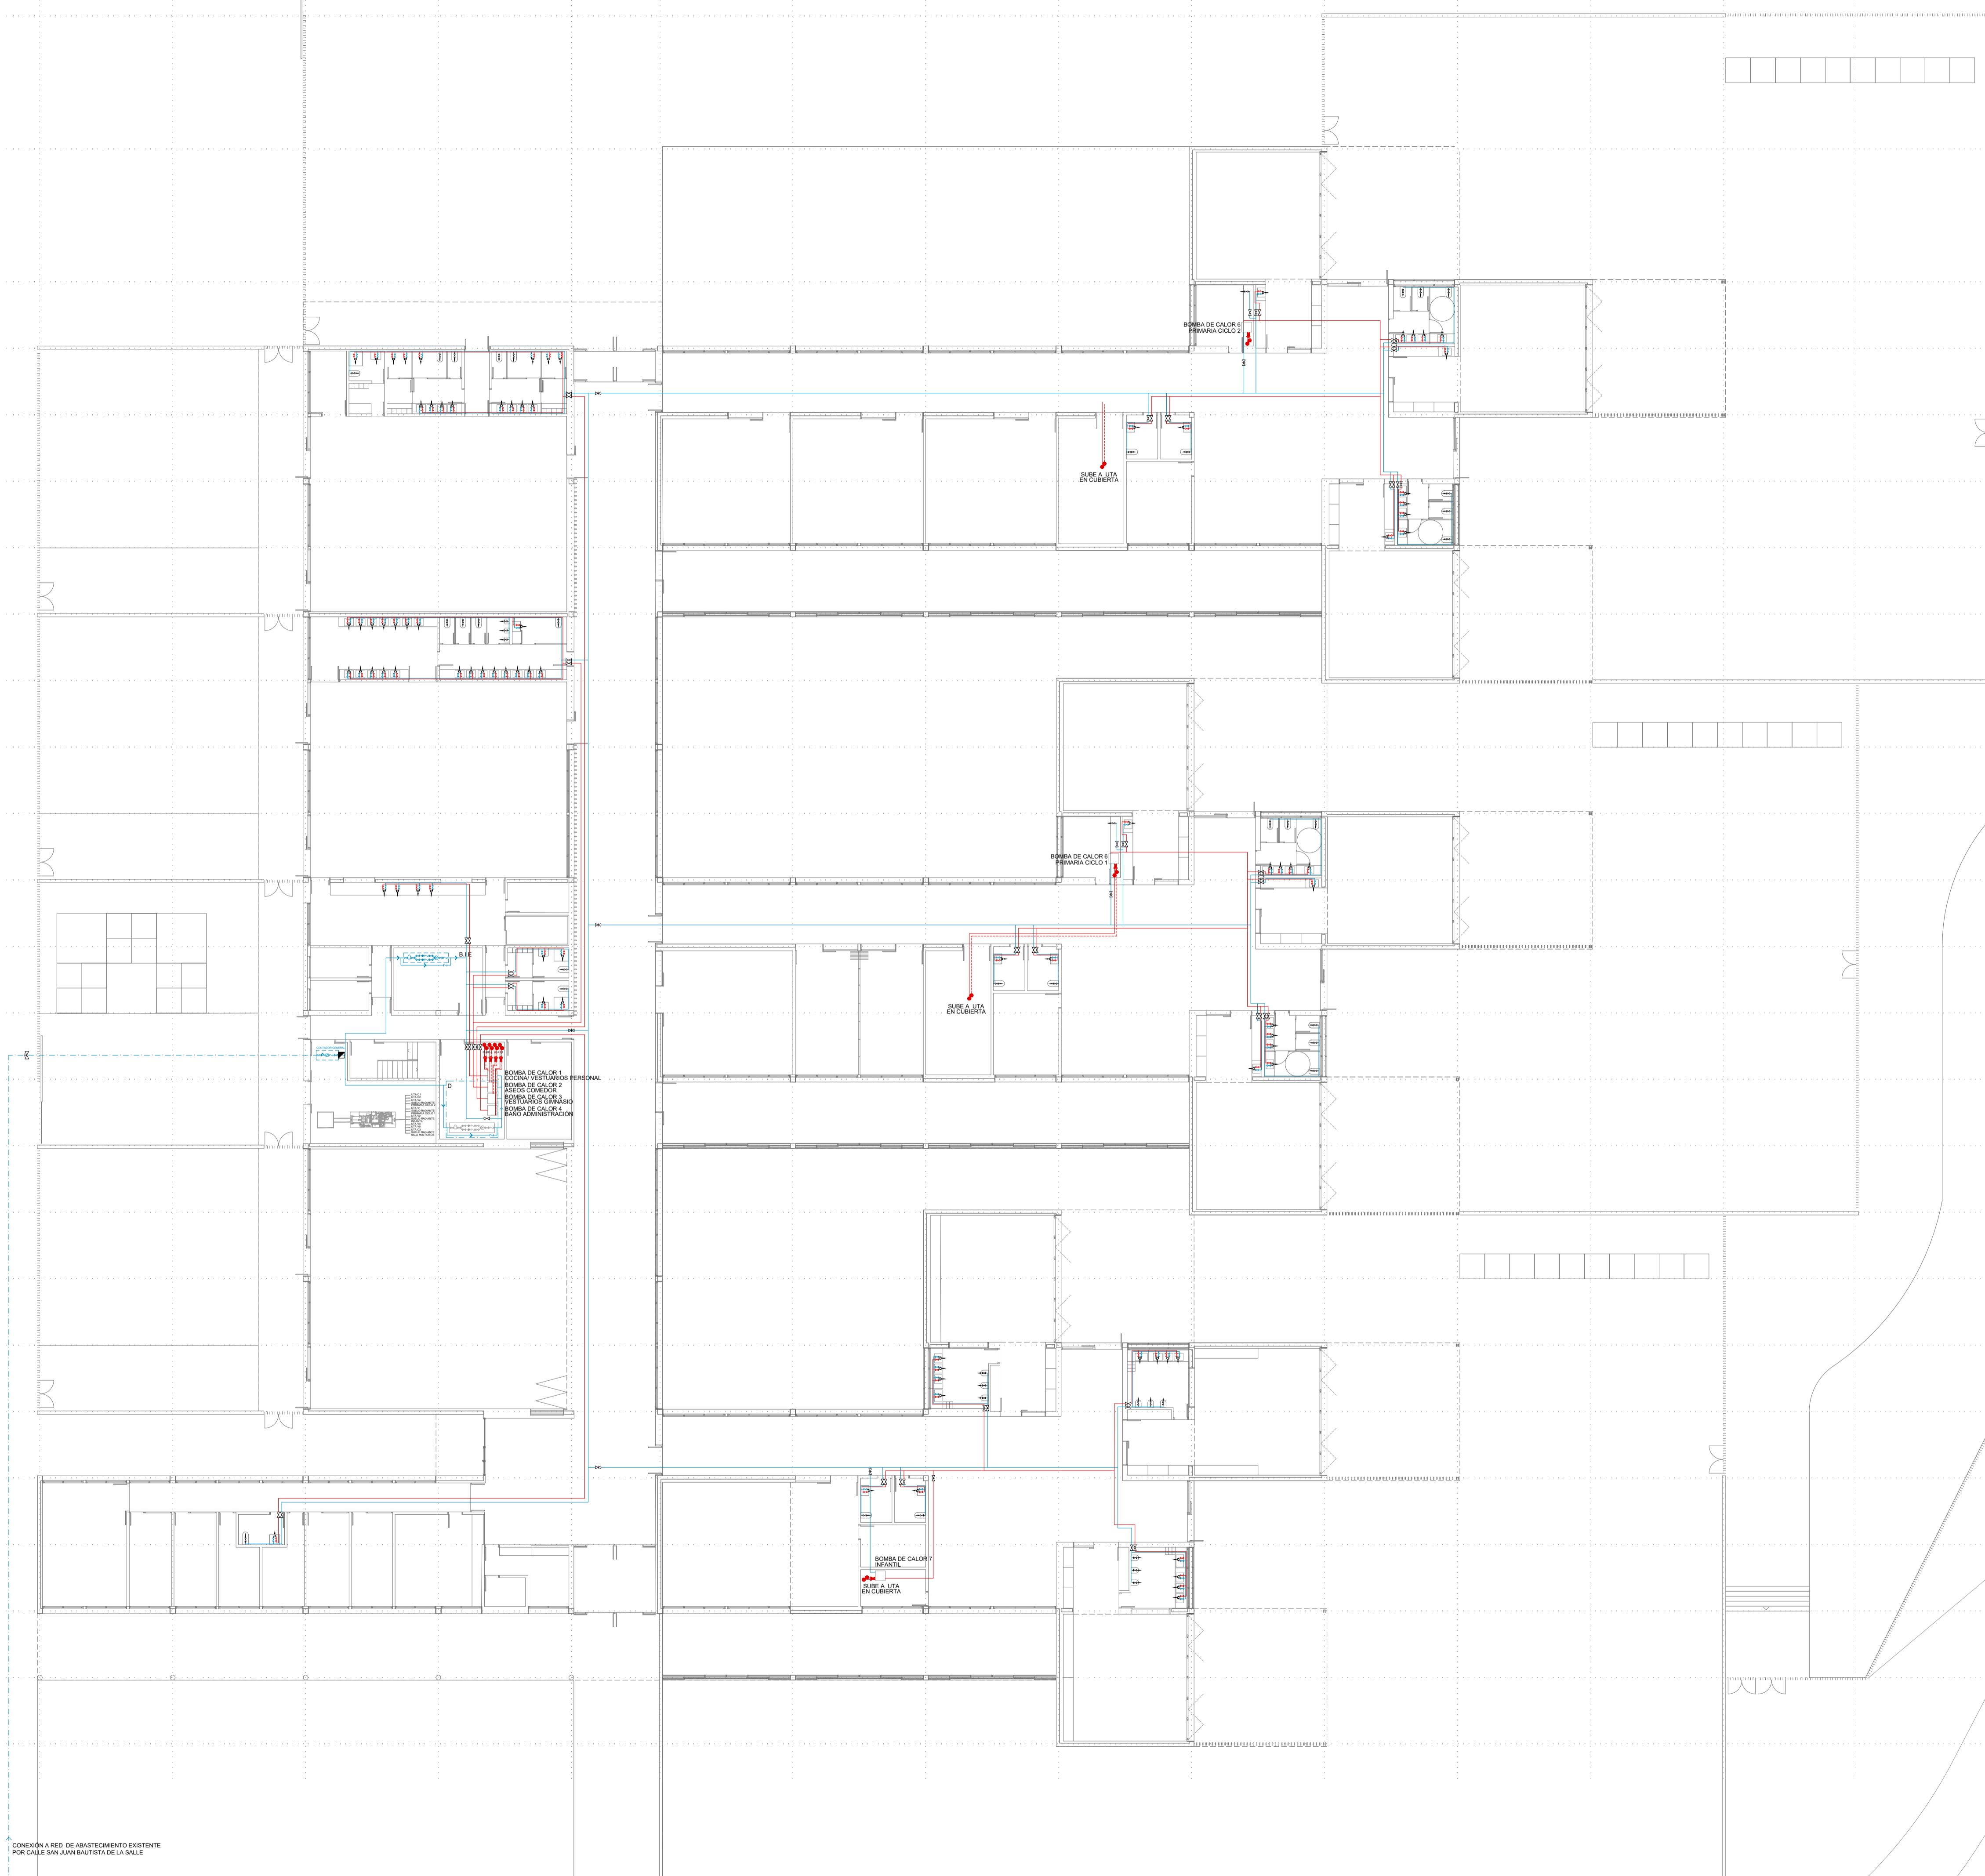 BOMBA DE CALOR 6
PRIMARIA CICLO 2
SUBE A UTA
EN CUBIERTA
BOMBA DE CALOR 6
PRIMARIA CICLO 1
B.I.E
SUBE A UTA
EN CUBIERTA
CONTADOR GENERAL
BOMBA DE CALOR 1
COCINA/ VESTUARIOS PERSONAL
D
BOMBA DE CALOR 2
ASEOS COMEDOR
BOMBA DE CALOR 3
VESTUARIOS GIMNASIO
BOMBA DE CALOR 4
BAÑO ADMINISTRACIÓN
BOMBA DE CALOR 7
INFANTIL
SUBE A UTA
EN CUBIERTA
CONEXIÓN A RED DE ABASTECIMIENTO EXISTENTE
POR CALLE SAN JUAN BAUTISTA DE LA SALLE